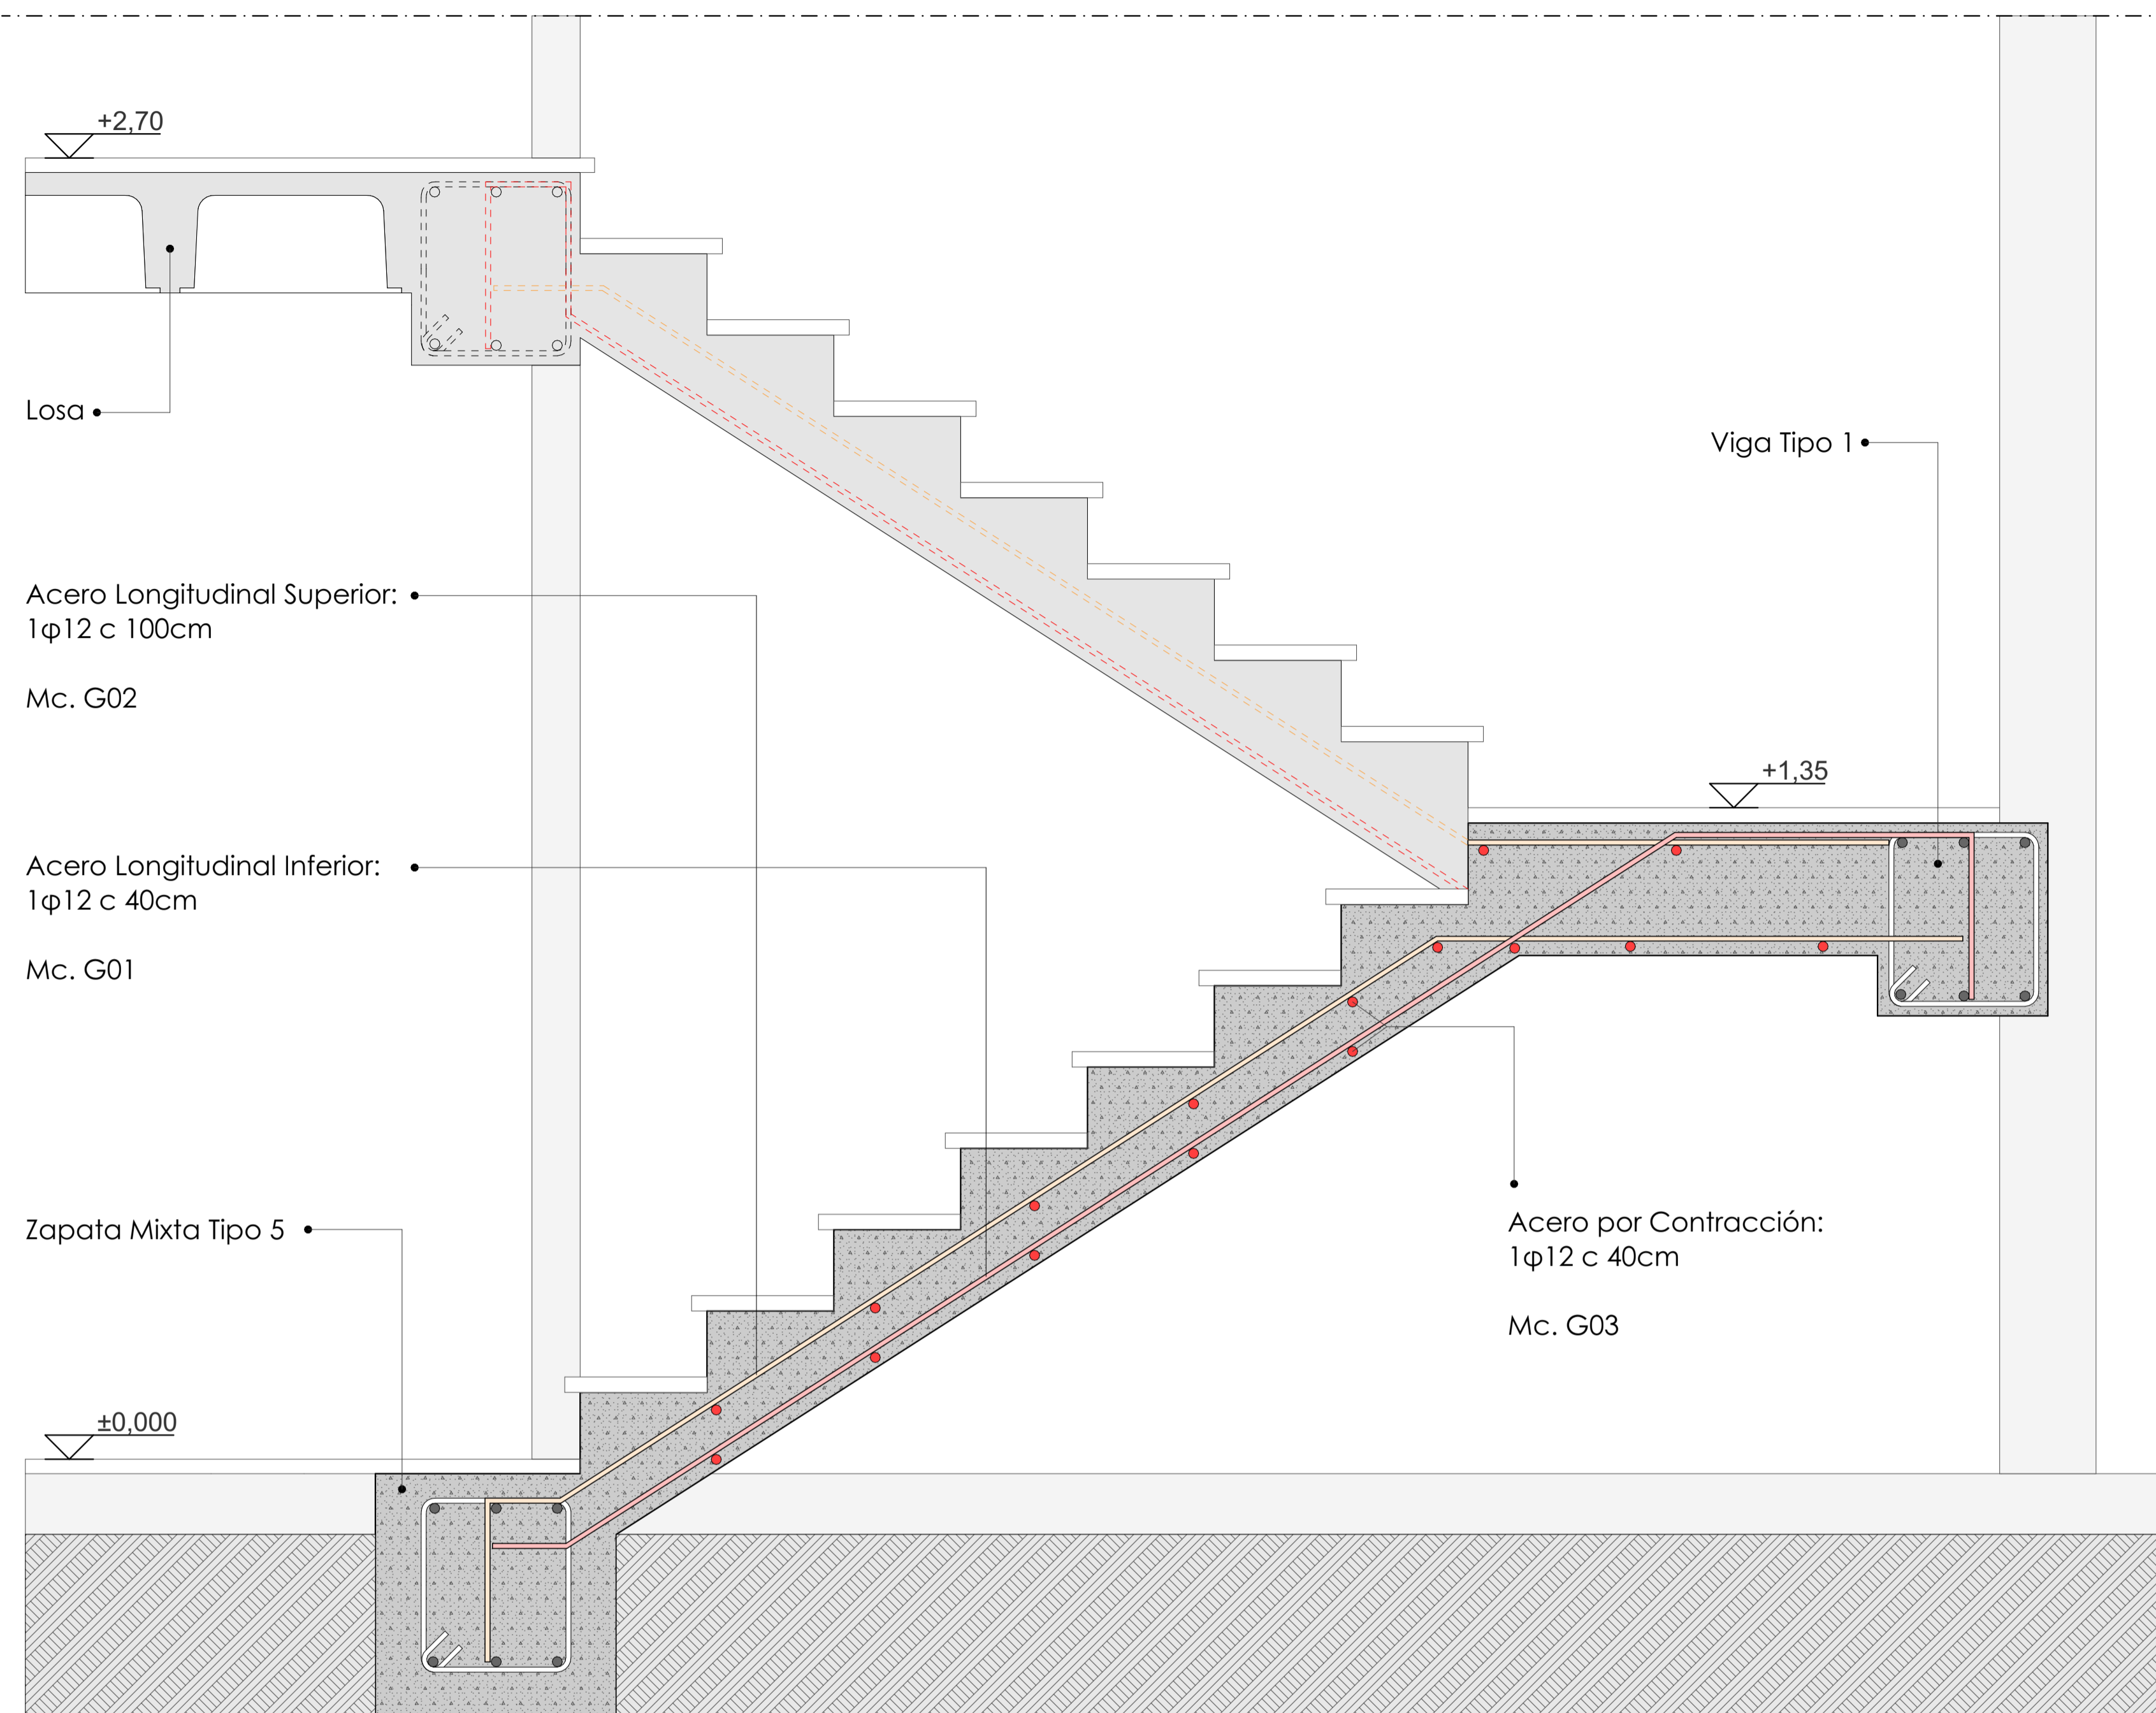 +2,70
Losa
Viga Tipo 1
Acero Longitudinal Superior:
1φ12 c 100cm
Mc. G02
+1,35
Acero Longitudinal Inferior:
1φ12 c 40cm
Mc. G01
Zapata Mixta Tipo 5
Acero por Contracción:
1φ12 c 40cm
Mc. G03
±0,000